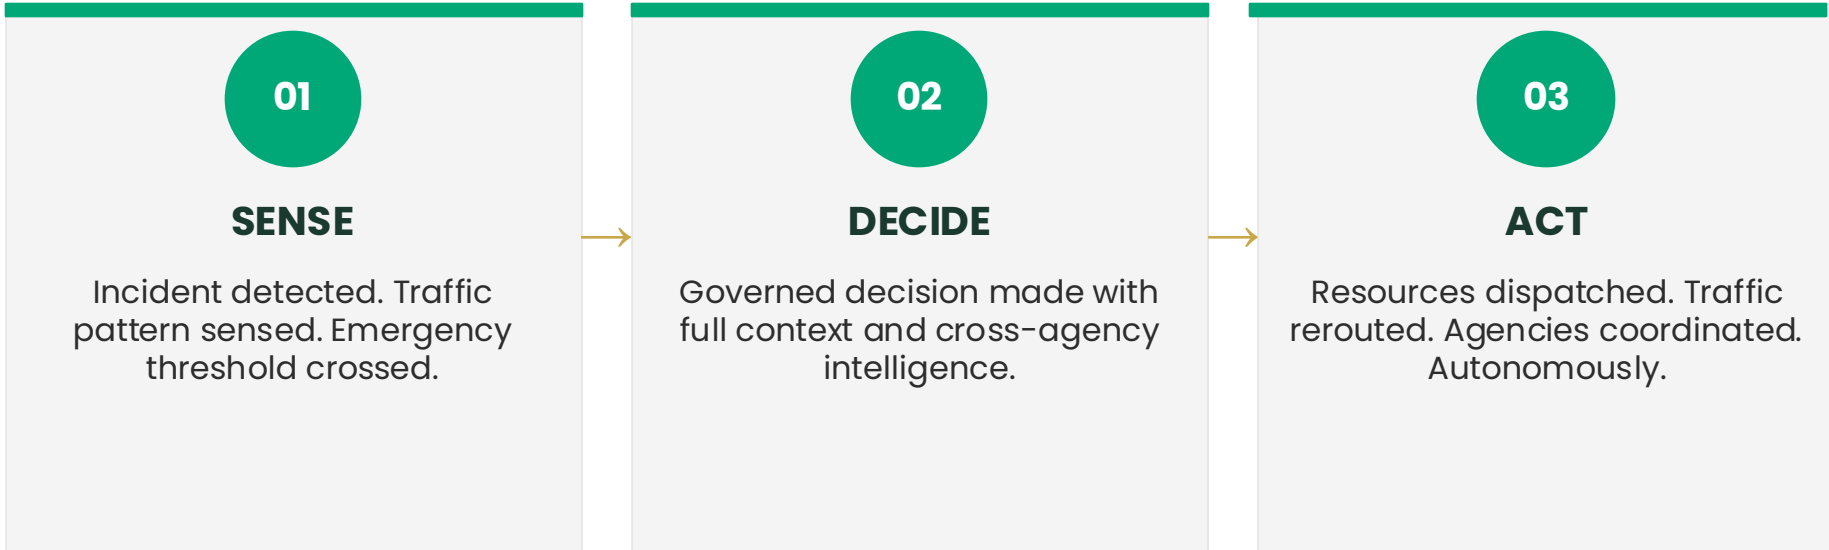 01
SENSE
Incident detected. Traffic
pattern sensed. Emergency
threshold crossed.
→
02
DECIDE
Governed decision made with
full context and cross-agency
intelligence.
→
03
ACT
Resources dispatched. Traffic
rerouted. Agencies coordinated.
Autonomously.